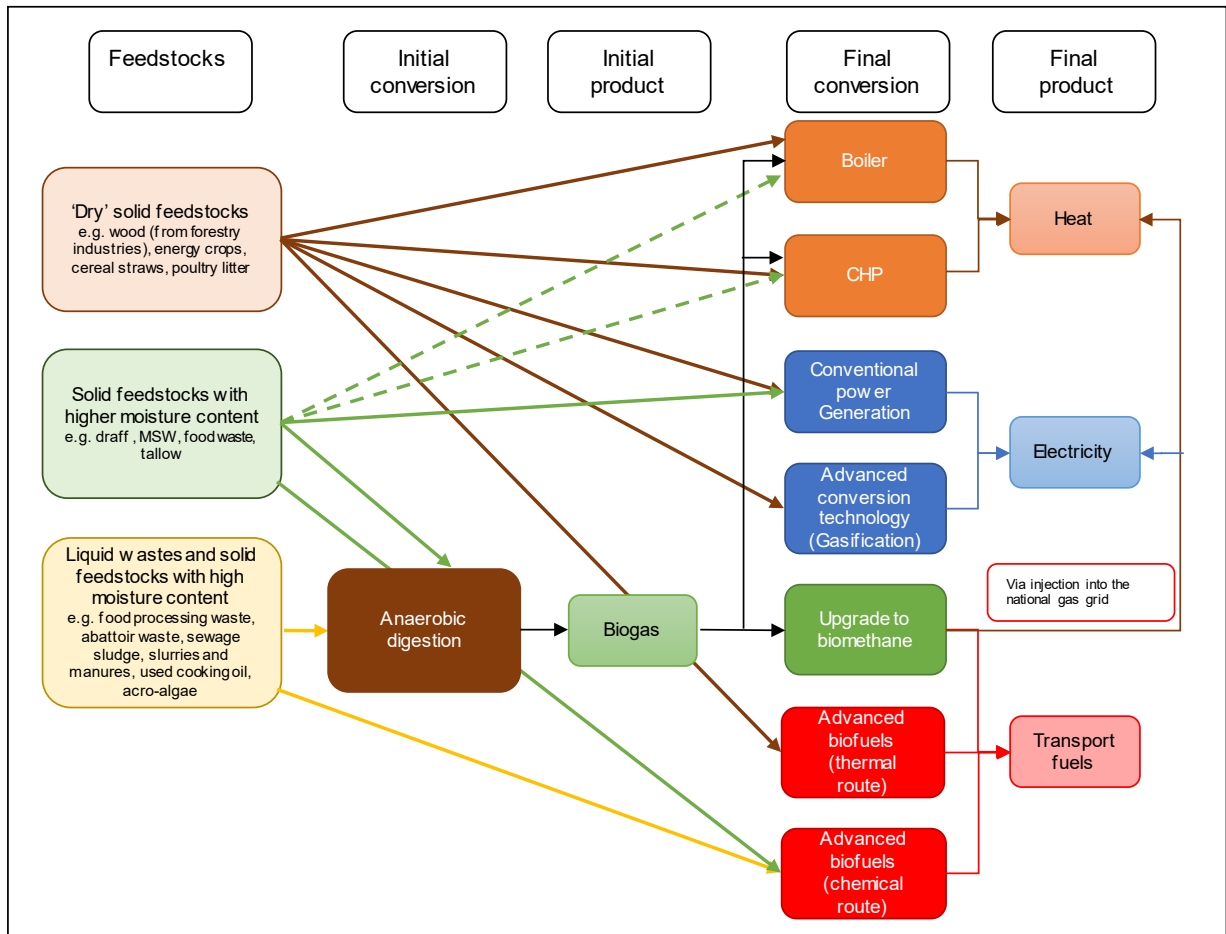 Feedstocks
Initial
conversion
Initial
product
Final
conversion
Final
product
'Dry' solid feedstocks
e.g. wood (from forestry
industries), energy crops,
cereal straws, poultry litter
Solid feedstocks with
higher moisture content
e.g. draff, MSW, food waste,
tallow
Liquid wastes and solid
feedstocks with high
moisture content
e.g. food processing waste,
abattoir waste, sewage
sludge, slurries and
manures, used cooking oil,
acro-algae
Anaerobic
digestion
Biogas
Boiler
CHP
Conventional
power
Generation
Advanced
conversion
technology
(Gasification)
Upgrade to
biomethane
Advanced
biofuels
(thermal
route)
Advanced
biofuels
(chemical
route)
Heat
Electricity
Via injection into the
national gas grid
Transport
fuels